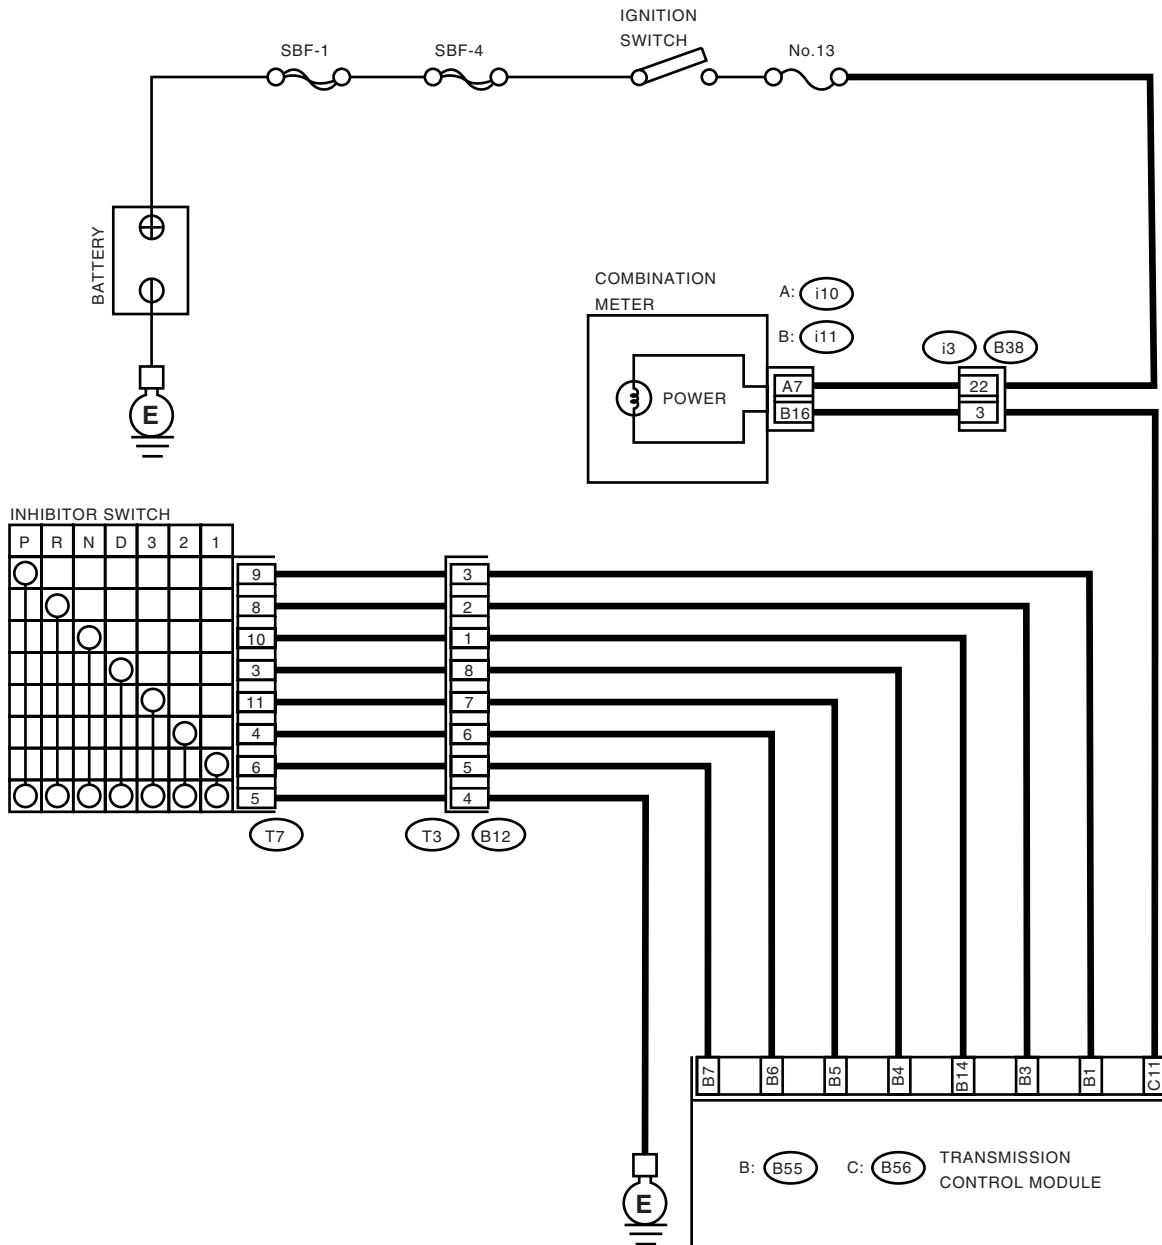 IGNITION
SWITCH
SBF-1
SBF-4
No.13
BATTERY
E
COMBINATION
METER
A: i10
B: i11
i3 B38
POWER
A7
22
B16
3
INHIBITOR SWITCH
P R N D 3 2 1
9 3
8 2
10 1
3 8
11 7
4 6
6 5
5 4
T7 T3 B12
B7 B6 B5 B4 B14 B3 B1 C11
B: B55 C: B56
TRANSMISSION
CONTROL MODULE
E